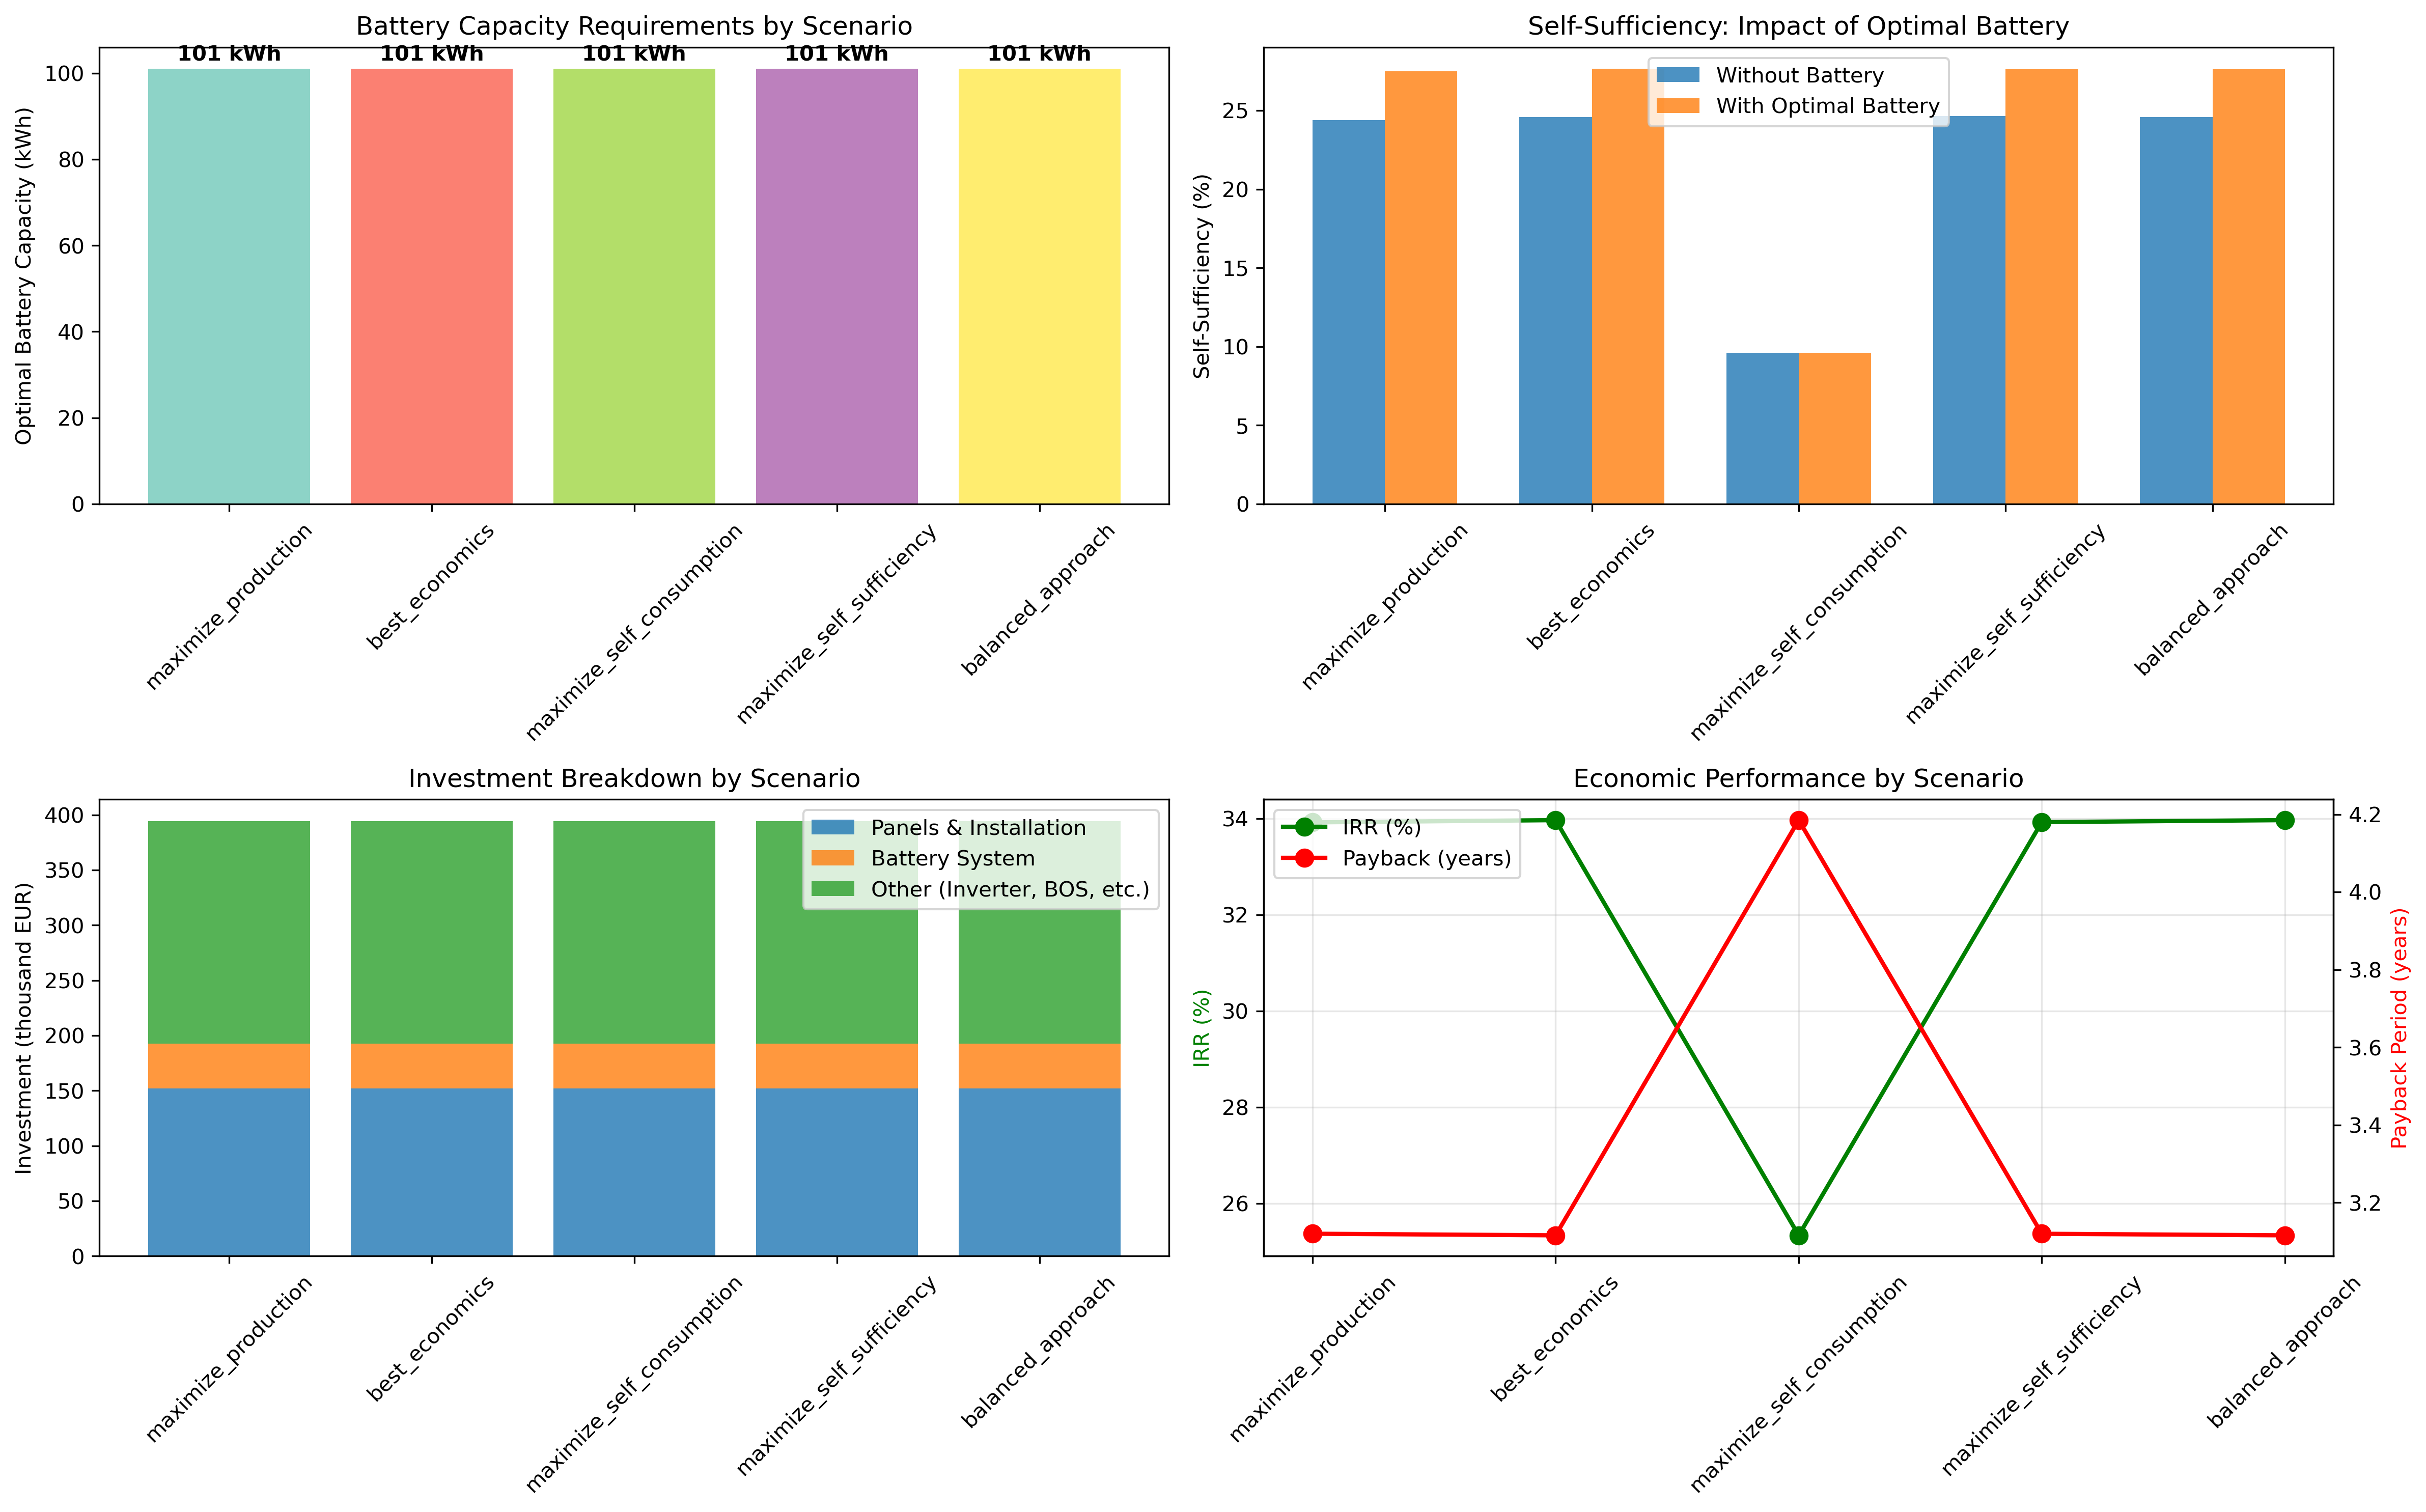 Battery Capacity Requirements by Scenario
101 kWh 101 kWh 101 kWh 101 kWh 101 kWh
Optimal Battery Capacity (kWh)
100
80
60
40
20
0
maximize_production
best_economics
maximize_self_consumption
maximize_self_sufficiency
balanced_approach
Self-Sufficiency: Impact of Optimal Battery
Without Battery
With Optimal Battery
Self-Sufficiency (%)
25
20
15
10
5
0
maximize_production
best_economics
maximize_self_consumption
maximize_self_sufficiency
balanced_approach
Investment Breakdown by Scenario
Panels & Installation
Battery System
Other (Inverter, BOS, etc.)
Investment (thousand EUR)
400
350
300
250
200
150
100
50
0
maximize_production
best_economics
maximize_self_consumption
maximize_self_sufficiency
balanced_approach
Economic Performance by Scenario
IRR (%)
Payback (years)
IRR (%)
34
32
30
28
26
4.2
4.0
3.8
3.6
3.4
3.2
Payback Period (years)
maximize_production
best_economics
maximize_self_consumption
maximize_self_sufficiency
balanced_approach